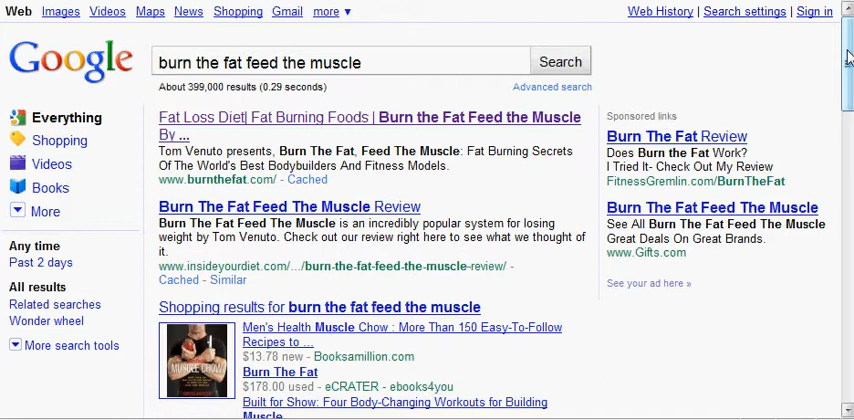 Web Images Videos Maps News Shopping Gmail more ▼ Web History | Search settings | Sign in
Google burn the fat feed the muscle Search
About 399,000 results (0.29 seconds) Advanced search
Everything
Shopping
Videos
Books
More
Any time
Past 2 days
All results
Related searches
Wonder wheel
More search tools
Fat Loss Diet| Fat Burning Foods | Burn the Fat Feed the Muscle
By ...
Tom Venuto presents, Burn The Fat, Feed The Muscle: Fat Burning Secrets
Of The World's Best Bodybuilders And Fitness Models.
www.burnthefat.com/ - Cached
Burn The Fat Feed The Muscle Review
Burn The Fat Feed The Muscle is an incredibly popular system for losing
weight by Tom Venuto. Check out our review right here to see what we thought of
it.
www.insideyourdiet.com/.../burn-the-fat-feed-the-muscle-review/ -
Cached - Similar
Shopping results for burn the fat feed the muscle
MUSCLE CHOW
Men's Health Muscle Chow : More Than 150 Easy-To-Follow
Recipes to ...
$13.78 new - Booksamillion.com
Burn The Fat
$178.00 used - eCRATER - ebooks4you
Built for Show: Four Body-Changing Workouts for Building
Muscle
Sponsored links
Burn The Fat Review
Does Burn the Fat Work?
I Tried It- Check Out My Review
FitnessGremlin.com/BurnTheFat
Burn The Fat Feed The Muscle
See All Burn The Fat Feed The Muscle
Great Deals On Great Brands.
www.Gifts.com
See your ad here »